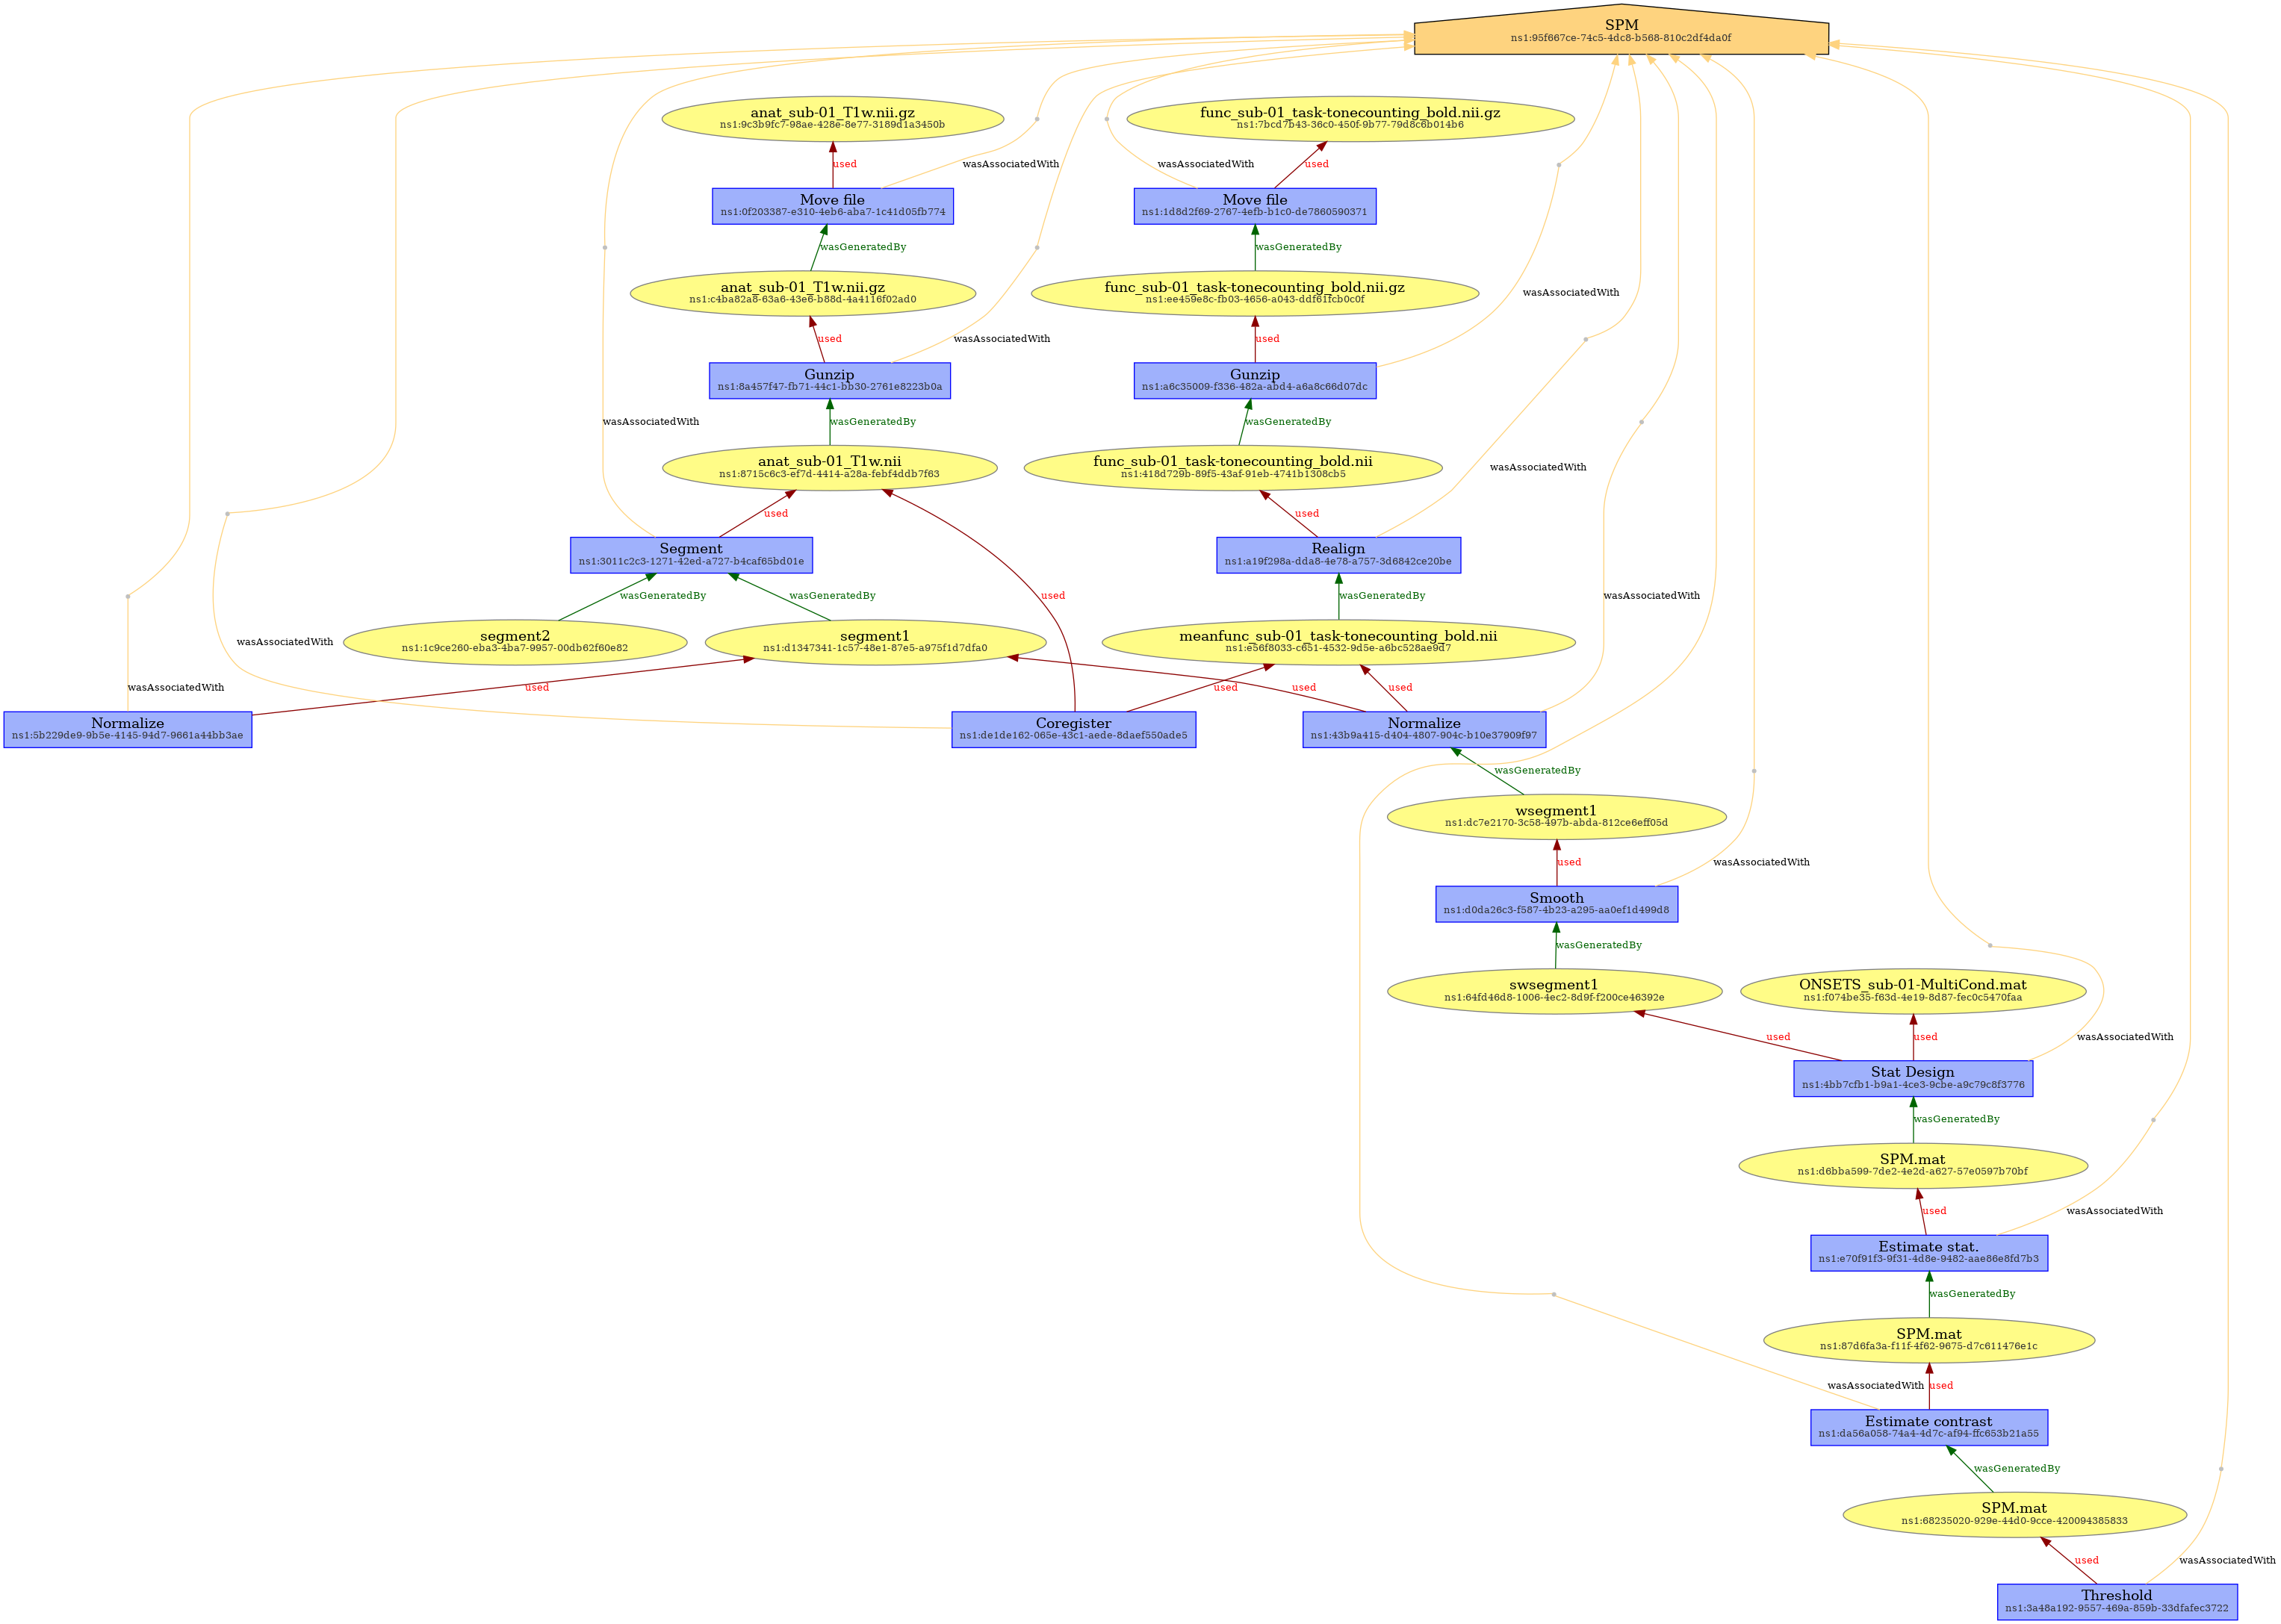 SPM
ns1:95f667ce-74c5-4dc8-b568-810c2df4da0f
anat_sub-01_T1w.nii.gz
ns1:9c3b9fc7-98ae-428e-8e77-3189d1a3450b
func_sub-01_task-tonecounting_bold.nii.gz
ns1:7bcd7b43-36c0-450f-9b77-79d8c6b014b6
used
wasAssociatedWith
wasAssociatedWith
used
Move file
ns1:0f203387-e310-4eb6-aba7-1c41d05fb774
Move file
ns1:1d8d2f69-2767-4efb-b1c0-de7860590371
wasGeneratedBy
wasGeneratedBy
anat_sub-01_T1w.nii.gz
ns1:c4ba82a8-63a6-43e6-b88d-4a4116f02ad0
func_sub-01_task-tonecounting_bold.nii.gz
ns1:ee459e8c-fb03-4656-a043-ddf61fcb0c0f
wasAssociatedWith
used
wasAssociatedWith
used
Gunzip
ns1:8a457f47-fb71-44c1-bb30-2761e8223b0a
Gunzip
ns1:a6c35009-f336-482a-abd4-a6a8c66d07dc
wasAssociatedWith
wasGeneratedBy
wasGeneratedBy
anat_sub-01_T1w.nii
ns1:8715c6c3-ef7d-4414-a28a-febf4ddb7f63
func_sub-01_task-tonecounting_bold.nii
ns1:418d729b-89f5-43af-91eb-4741b1308cb5
wasAssociatedWith
used
used
Segment
ns1:3011c2c3-1271-42ed-a727-b4caf65bd01e
Realign
ns1:a19f298a-dda8-4e78-a757-3d6842ce20be
wasGeneratedBy
wasGeneratedBy
used
wasGeneratedBy
wasAssociatedWith
segment2
ns1:1c9ce260-eba3-4ba7-9957-00db62f60e82
segment1
ns1:d1347341-1c57-48e1-87e5-a975f1d7dfa0
meanfunc_sub-01_task-tonecounting_bold.nii
ns1:e56f8033-c651-4532-9d5e-a6bc528ae9d7
wasAssociatedWith
wasAssociatedWith
used
used
used
used
Normalize
ns1:5b229de9-9b5e-4145-94d7-9661a44bb3ae
Coregister
ns1:de1de162-065e-43c1-aede-8daef550ade5
Normalize
ns1:43b9a415-d404-4807-904c-b10e37909f97
wasGeneratedBy
wsegment1
ns1:dc7e2170-3c58-497b-abda-812ce6eff05d
used
wasAssociatedWith
Smooth
ns1:d0da26c3-f587-4b23-a295-aa0ef1d499d8
wasGeneratedBy
swsegment1
ns1:64fd46d8-1006-4ec2-8d9f-f200ce46392e
ONSETS_sub-01-MultiCond.mat
ns1:f074be35-f63d-4e19-8d87-fec0c5470faa
used
used
wasAssociatedWith
Stat Design
ns1:4bb7cfb1-b9a1-4ce3-9cbe-a9c79c8f3776
wasGeneratedBy
SPM.mat
ns1:d6bba599-7de2-4e2d-a627-57e0597b70bf
used
wasAssociatedWith
Estimate stat.
ns1:e70f91f3-9f31-4d8e-9482-aae86e8fd7b3
wasGeneratedBy
SPM.mat
ns1:87d6fa3a-f11f-4f62-9675-d7c611476e1c
wasAssociatedWith
used
Estimate contrast
ns1:da56a058-74a4-4d7c-af94-ffc653b21a55
wasGeneratedBy
SPM.mat
ns1:68235020-929e-44d0-9cce-420094385833
used
wasAssociatedWith
Threshold
ns1:3a48a192-9557-469a-859b-33dfafec3722